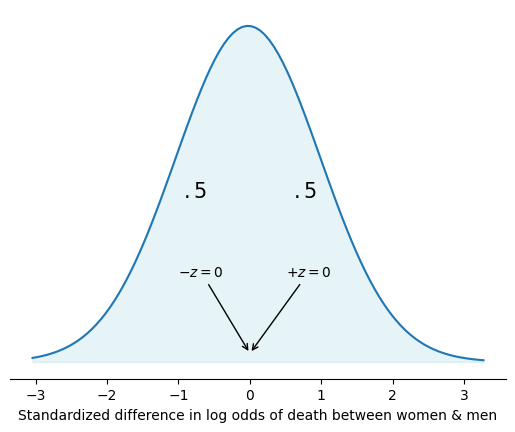 .5 .5
−z = 0 +z = 0
−3 −2 −1 0 1 2 3
Standardized difference in log odds of death between women & men